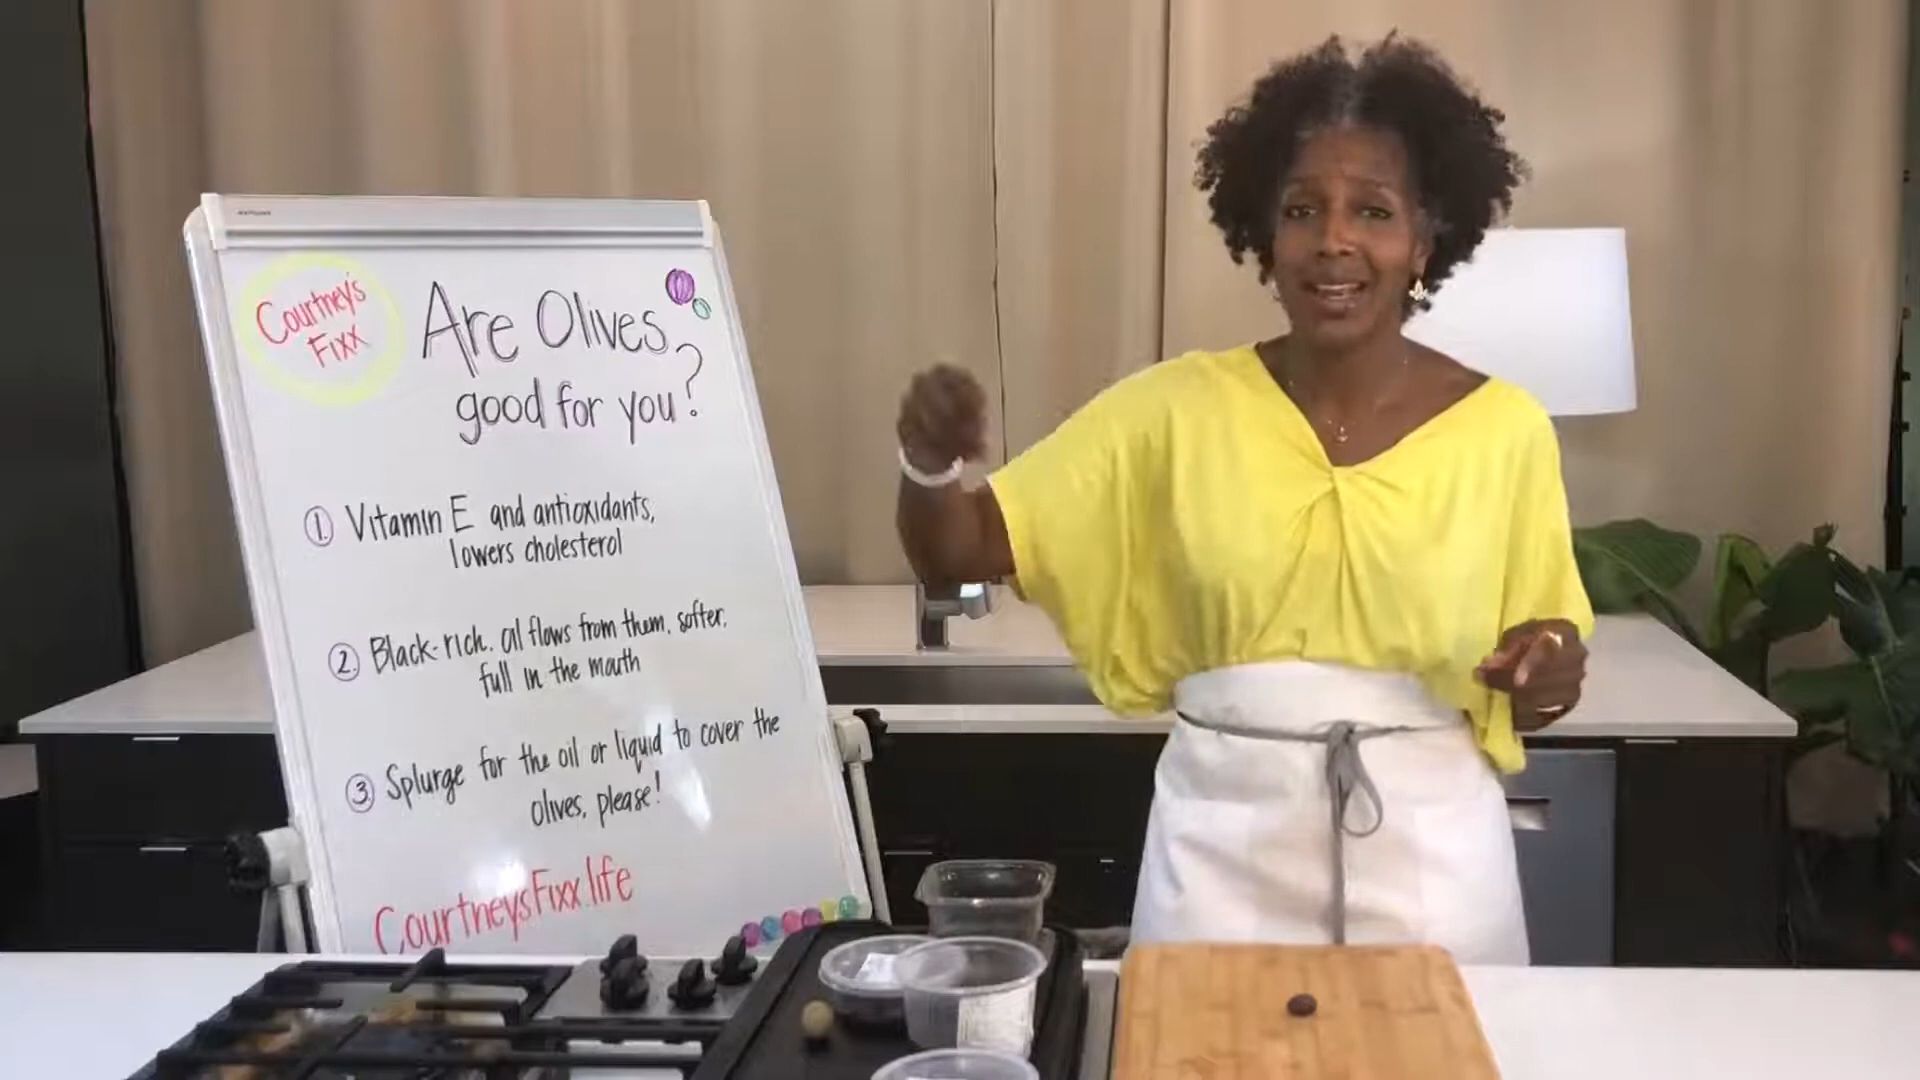 Courtney's
Fixx
Are Olives
good for you?
1. Vitamin E and antioxidants,
lowers cholesterol
2. Black-rich. oil flows from them. softer.
full in the mouth
3. Splurge for the oil or liquid to cover the
olives, please!
CourtneysFixx.life